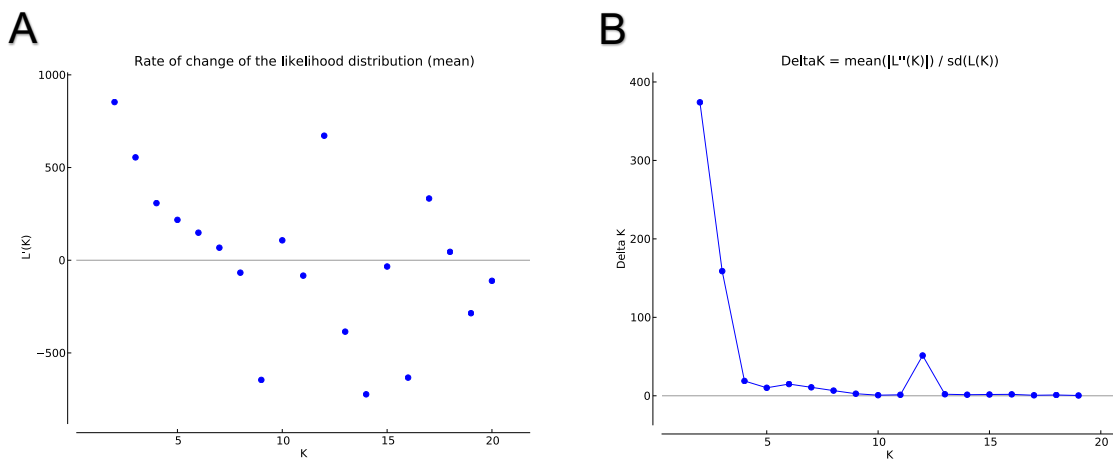 A
Rate of change of the likelihood distribution (mean)
1000
500
0
−500
L'(K)
5
10
15
20
K
B
DeltaK = mean(|L''(K)|) / sd(L(K))
400
300
200
100
0
Delta K
5
10
15
20
K